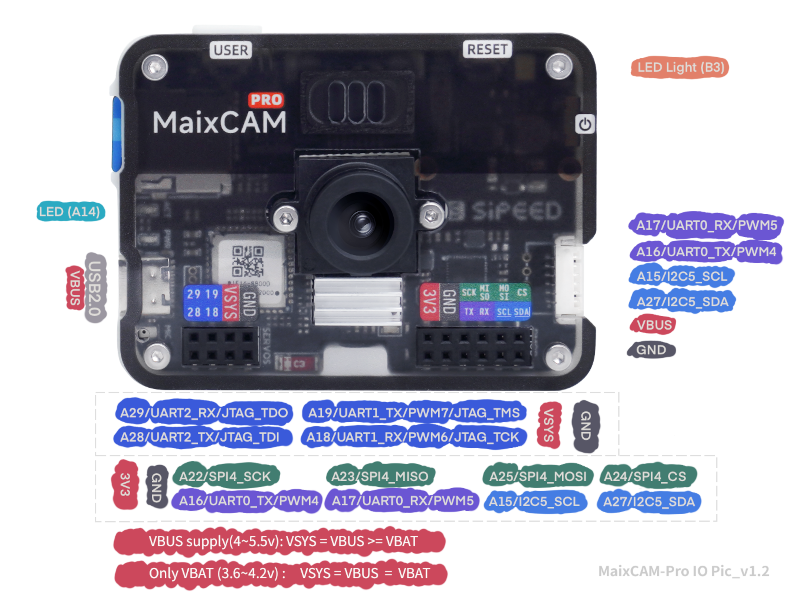 USER
RESET
LED Light (B3)
PRO
MaixCAM
LED (A14)
SiPEED
A17/UART0_RX/PWM5
A16/UART0_TX/PWM4
A15/I2C5_SCL
A27/I2C5_SDA
VBUS
GND
VBUS
USB2.0
29 19
28 18
VSYS
GND
3V3
GND
SCK MISO MOSI CS
TX RX SCL SDA
SERVOS
A29/UART2_RX/JTAG_TDO
A19/UART1_TX/PWM7/JTAG_TMS
A28/UART2_TX/JTAG_TDI
A18/UART1_RX/PWM6/JTAG_TCK
VSYS
GND
3V3
GND
A22/SPI4_SCK
A23/SPI4_MISO
A25/SPI4_MOSI
A24/SPI4_CS
A16/UART0_TX/PWM4
A17/UART0_RX/PWM5
A15/I2C5_SCL
A27/I2C5_SDA
VBUS supply(4~5.5v): VSYS = VBUS >= VBAT
Only VBAT (3.6~4.2v) : VSYS = VBUS = VBAT
MaixCAM-Pro IO Pic_v1.2